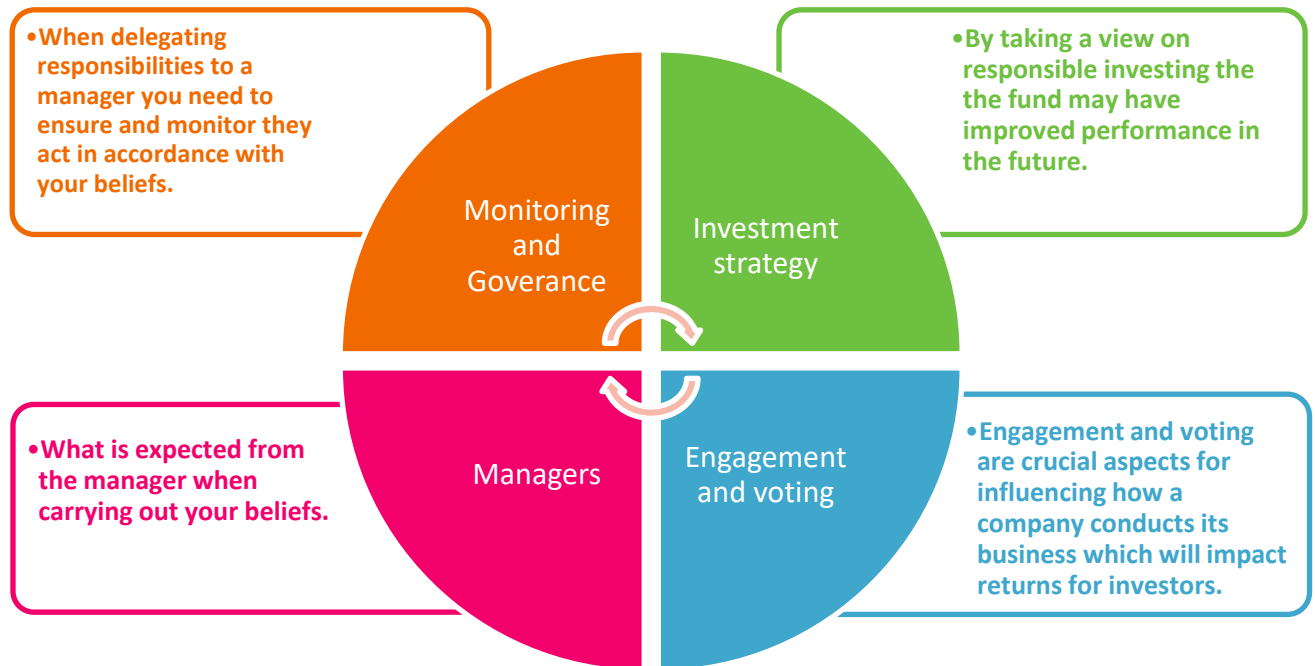 •When delegating
responsibilities to a
manager you need to
ensure and monitor they
act in accordance with
your beliefs.
•By taking a view on
responsible investing the
the fund may have
improved performance in
the future.
Monitoring
and
Goverance
Investment
strategy
Managers
Engagement
and voting
•What is expected from
the manager when
carrying out your beliefs.
•Engagement and voting
are crucial aspects for
influencing how a
company conducts its
business which will impact
returns for investors.